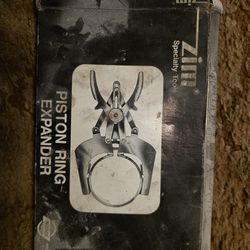 Zim
Specialty Tools
PISTON RING
EXPANDER